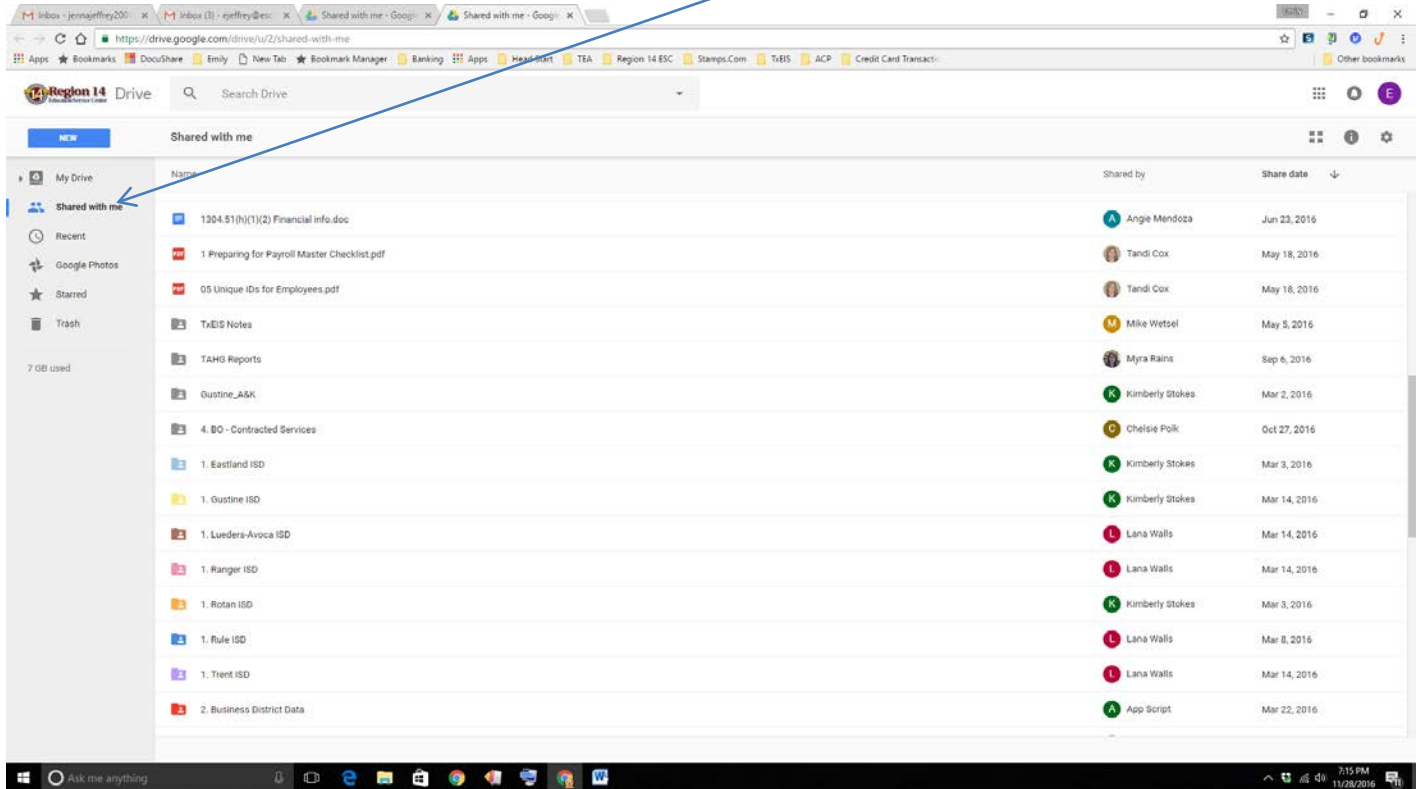 Inbox - jennajeffrey200 Inbox (3) - ejeffrey@esc Shared with me - Googl Shared with me - Googl
https://drive.google.com/drive/u/2/shared-with-me
Apps Bookmarks DocuShare Emily New Tab Bookmark Manager Banking Apps Head Start TEA Region 14 ESC Stamps.Com TxEIS ACP Credit Card Transact Other bookmarks
14 Region 14 Education Service Center Drive Search Drive E
NEW Shared with me
My Drive Name Shared by Share date
Shared with me
1304.51(h)(1)(2) Financial info.doc A Angie Mendoza Jun 23, 2016
Recent
PDF 1 Preparing for Payroll Master Checklist.pdf Tandi Cox May 18, 2016
Google Photos
PDF 05 Unique IDs for Employees.pdf Tandi Cox May 18, 2016
Starred
Trash TxEIS Notes M Mike Wetsel May 5, 2016
TAHG Reports Myra Rains Sep 6, 2016
7 GB used
Gustine_A&K K Kimberly Stokes Mar 2, 2016
4. BO - Contracted Services C Chelsie Polk Oct 27, 2016
1. Eastland ISD K Kimberly Stokes Mar 3, 2016
1. Gustine ISD K Kimberly Stokes Mar 14, 2016
1. Lueders-Avoca ISD L Lana Walls Mar 14, 2016
1. Ranger ISD L Lana Walls Mar 14, 2016
1. Rotan ISD K Kimberly Stokes Mar 3, 2016
1. Rule ISD L Lana Walls Mar 8, 2016
1. Trent ISD L Lana Walls Mar 14, 2016
2. Business District Data A App Script Mar 22, 2016
Ask me anything 7:15 PM
11/28/2016